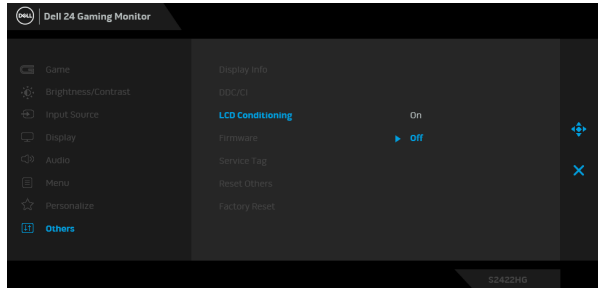 DELL Dell 24 Gaming Monitor
Game
Brightness/Contrast
Input Source
Display
Audio
Menu
Personalize
Others
Display Info
DDC/CI
LCD Conditioning On
Firmware Off
Service Tag
Reset Others
Factory Reset
S2422HG